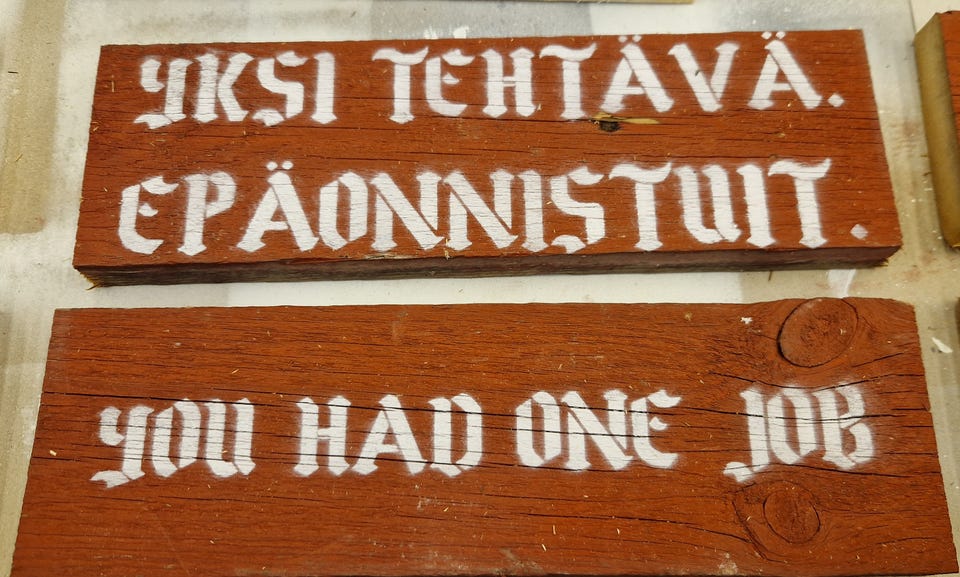 YKSI TEHTÄVÄ.
EPÄONNISTUIT.
YOU HAD ONE JOB